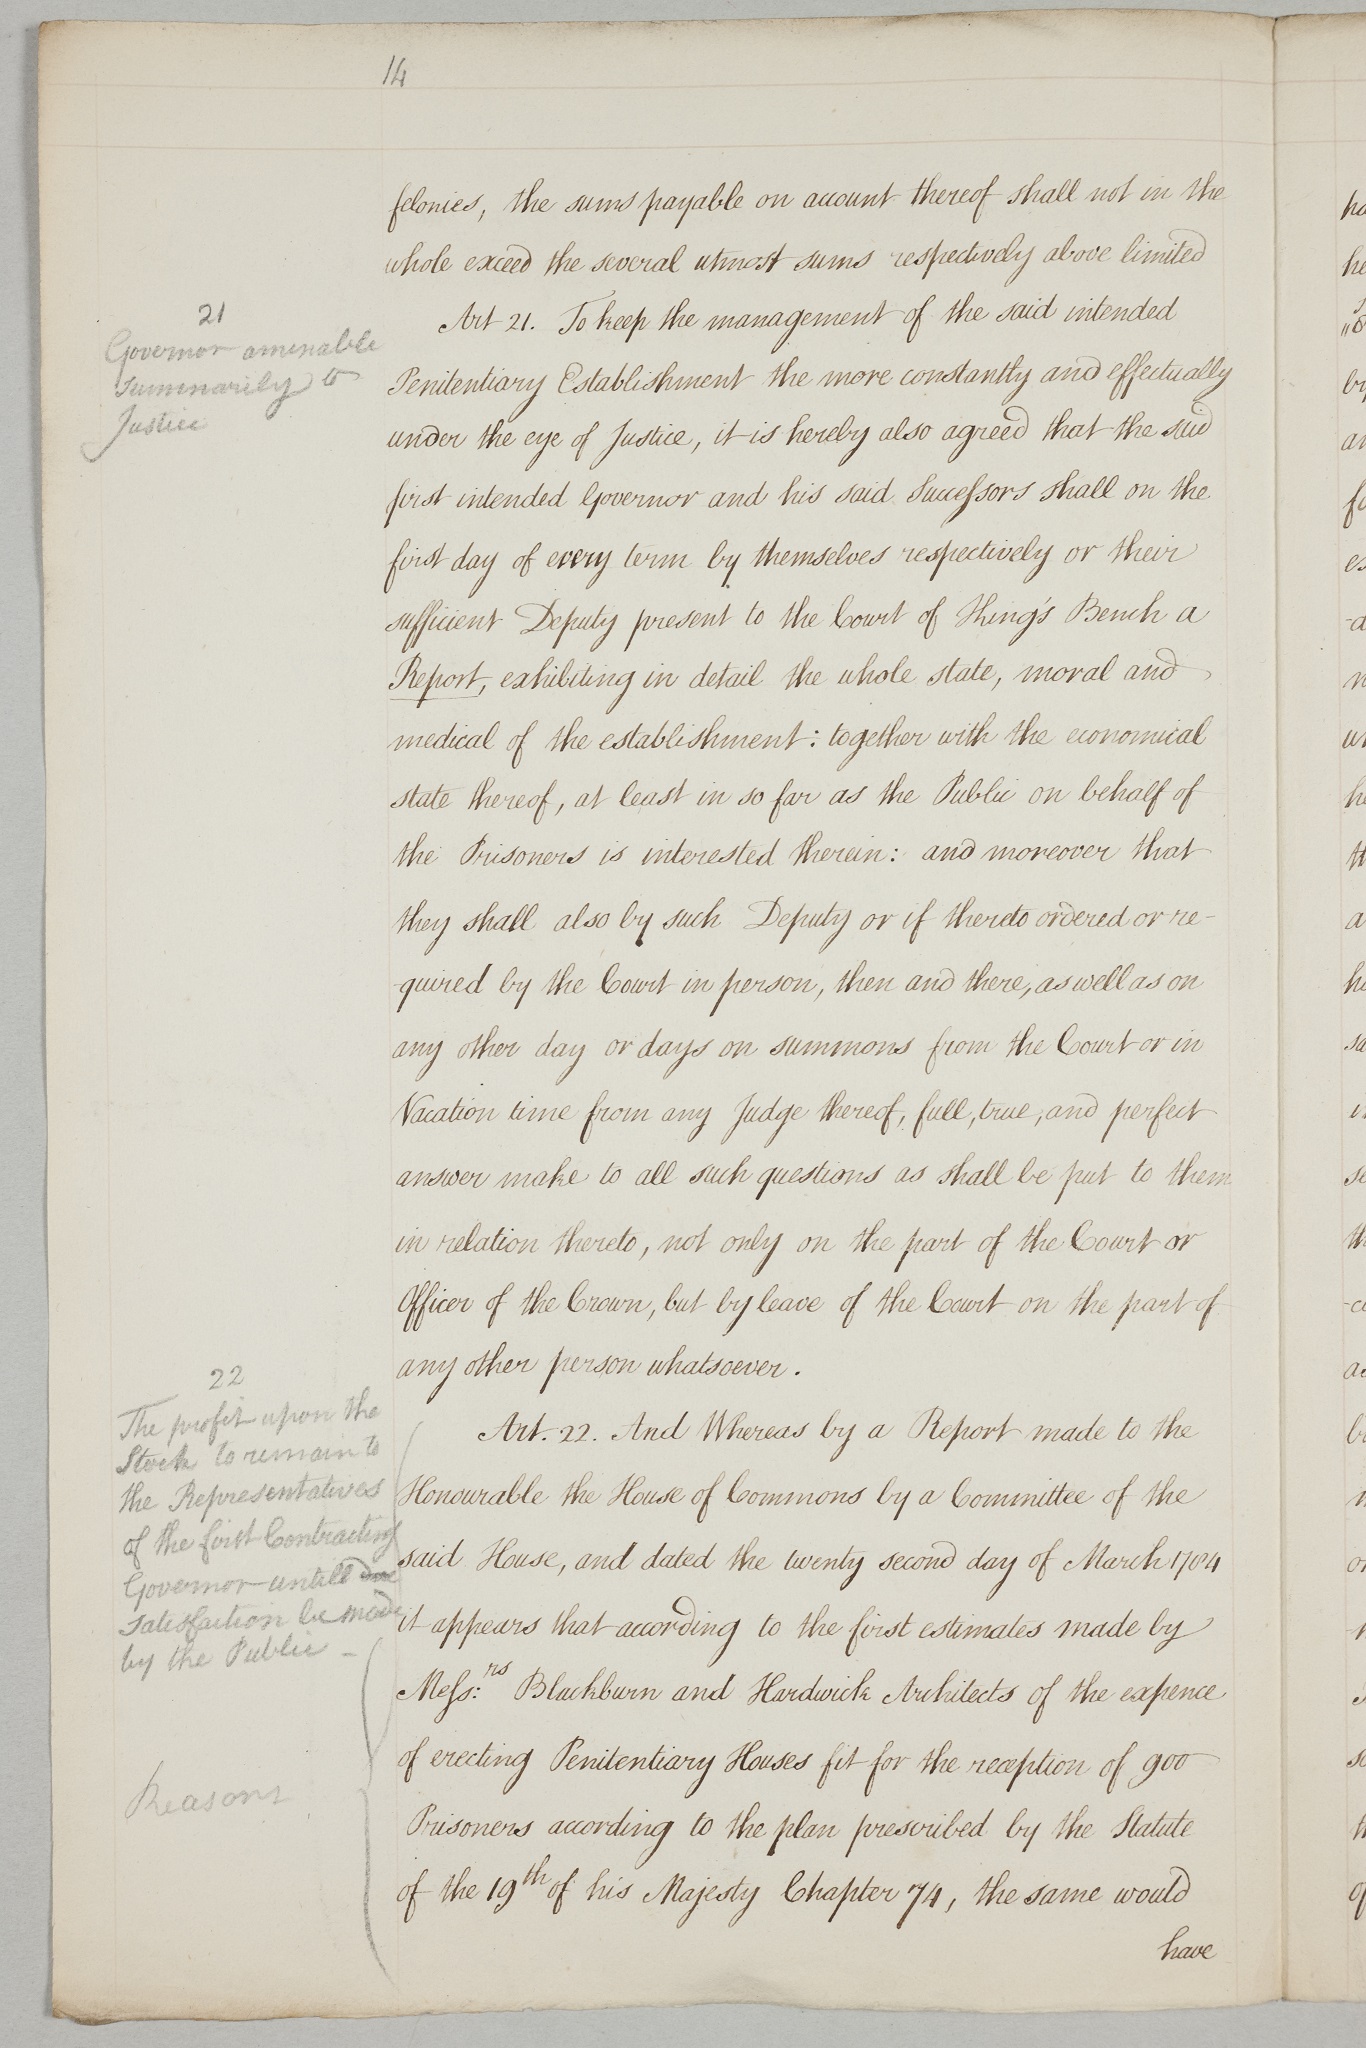 14
felonies, the sums payable on account thereof shall not in the
whole exceed the several utmost sums respectively above limited
21
Governor amenable
summarily to
Justice
Art 21. To keep the management of the said intended
Penitentiary Establishment the more constantly and effectually
under the eye of Justice, it is hereby also agreed that the said
first intended Governor and his said Successors shall on the
first day of every term by themselves respectively or their
sufficient Deputy present to the Court of King's Bench a
Report, exhibiting in detail the whole state, moral and
medical of the establishment: together with the economical
state thereof, at least in so far as the Public on behalf of
the Prisoners is interested therein: and moreover that
they shall also by such Deputy or if thereto ordered or re-
-quired by the Court in person, then and there, as well as on
any other day or days on summons from the Court or in
Vacation time from any Judge thereof, full, true, and perfect
answer make to all such questions as shall be put to them
in relation thereto, not only on the part of the Court or
Officer of the Crown, but by leave of the Court on the part of
any other person whatsoever.
22
The profit upon the
Stock to remain to
the Representatives
of the first Contracting
Governor untill due
satisfaction be made
by the Public -
Reasons
Art. 22. And Whereas by a Report made to the
Honourable the House of Commons by a Committee of the
said House, and dated the twenty second day of March 1784
it appears that according to the first estimates made by
Mess:rs Blackburn and Hardwick Architects of the expence
of erecting Penitentiary Houses fit for the reception of 900
Prisoners according to the plan prescribed by the Statute
of the 19th of his Majesty Chapter 74, the same would
have